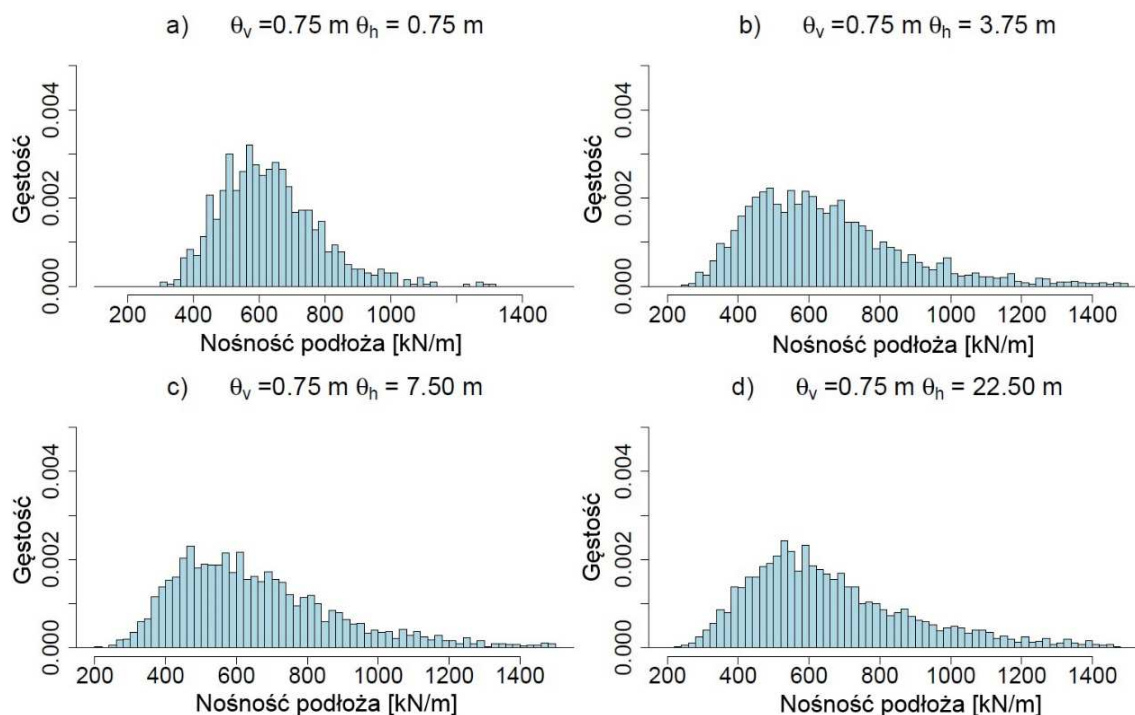 a) θv =0.75 m θh = 0.75 m
Gęstość
0.000 0.002 0.004
200 400 600 800 1000 1400
Nośność podłoża [kN/m]
b) θv =0.75 m θh = 3.75 m
Gęstość
0.000 0.002 0.004
200 400 600 800 1000 1200 1400
Nośność podłoża [kN/m]
c) θv =0.75 m θh = 7.50 m
Gęstość
0.000 0.002 0.004
200 400 600 800 1000 1200 1400
Nośność podłoża [kN/m]
d) θv =0.75 m θh = 22.50 m
Gęstość
0.000 0.002 0.004
200 400 600 800 1000 1200 1400
Nośność podłoża [kN/m]